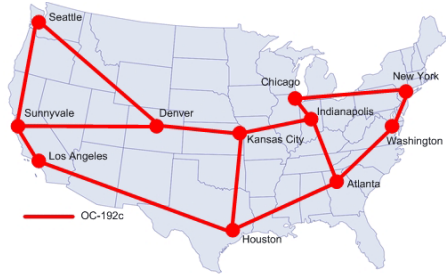 Seattle
Chicago
New York
Sunnyvale
Denver
Indianapolis
Kansas City
Washington
Los Angeles
Atlanta
OC-192c
Houston